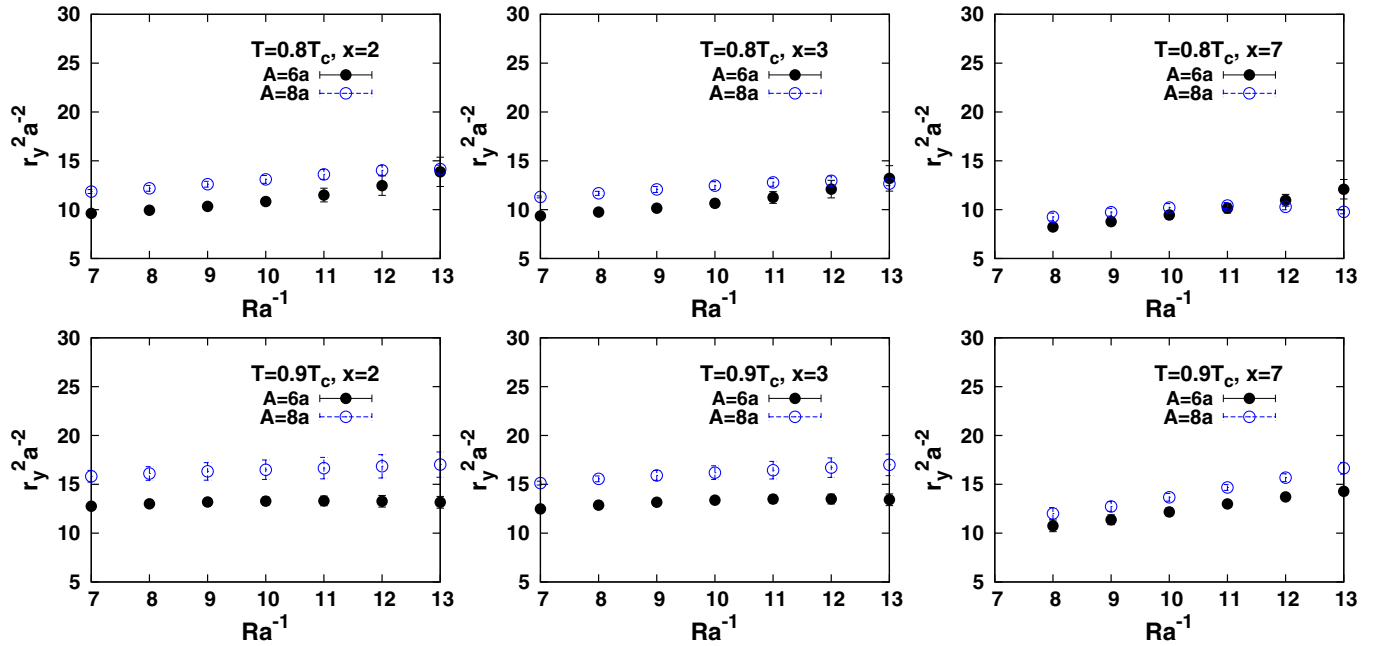 30
25
20
15
10
5
r_y^2a^-2
T=0.8T_c, x=2
A=6a
A=8a
7 8 9 10 11 12 13
Ra^-1
30
25
20
15
10
5
r_y^2a^-2
T=0.8T_c, x=3
A=6a
A=8a
7 8 9 10 11 12 13
Ra^-1
30
25
20
15
10
5
r_y^2a^-2
T=0.8T_c, x=7
A=6a
A=8a
7 8 9 10 11 12 13
Ra^-1
30
25
20
15
10
5
r_y^2a^-2
T=0.9T_c, x=2
A=6a
A=8a
7 8 9 10 11 12 13
Ra^-1
30
25
20
15
10
5
r_y^2a^-2
T=0.9T_c, x=3
A=6a
A=8a
7 8 9 10 11 12 13
Ra^-1
30
25
20
15
10
5
r_y^2a^-2
T=0.9T_c, x=7
A=6a
A=8a
7 8 9 10 11 12 13
Ra^-1